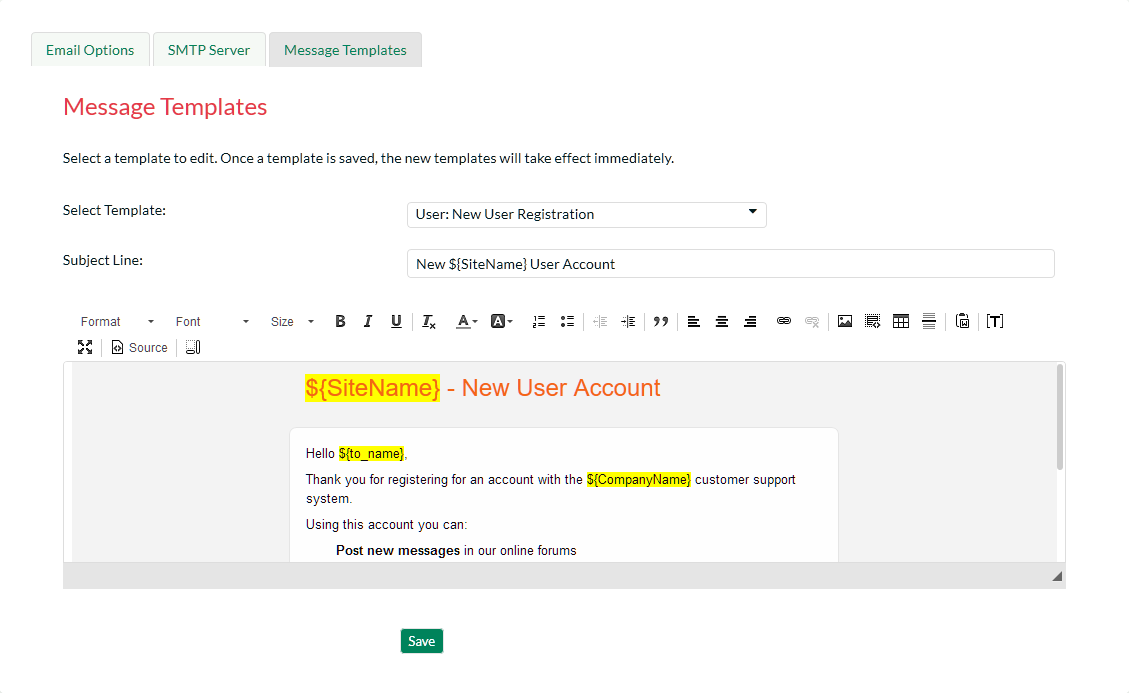 Email Options SMTP Server Message Templates
Message Templates
Select a template to edit. Once a template is saved, the new templates will take effect immediately.
Select Template: User: New User Registration
Subject Line: New ${SiteName} User Account
Format Font Size B I U Tx A A [T]
Source
${SiteName} - New User Account
Hello ${to_name},
Thank you for registering for an account with the ${CompanyName} customer support
system.
Using this account you can:
Post new messages in our online forums
Save